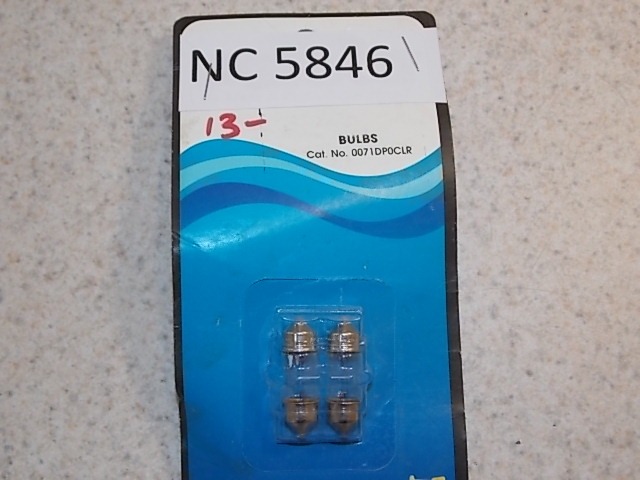 NC 5846
13-
BULBS
Cat. No. 0071DP0CLR